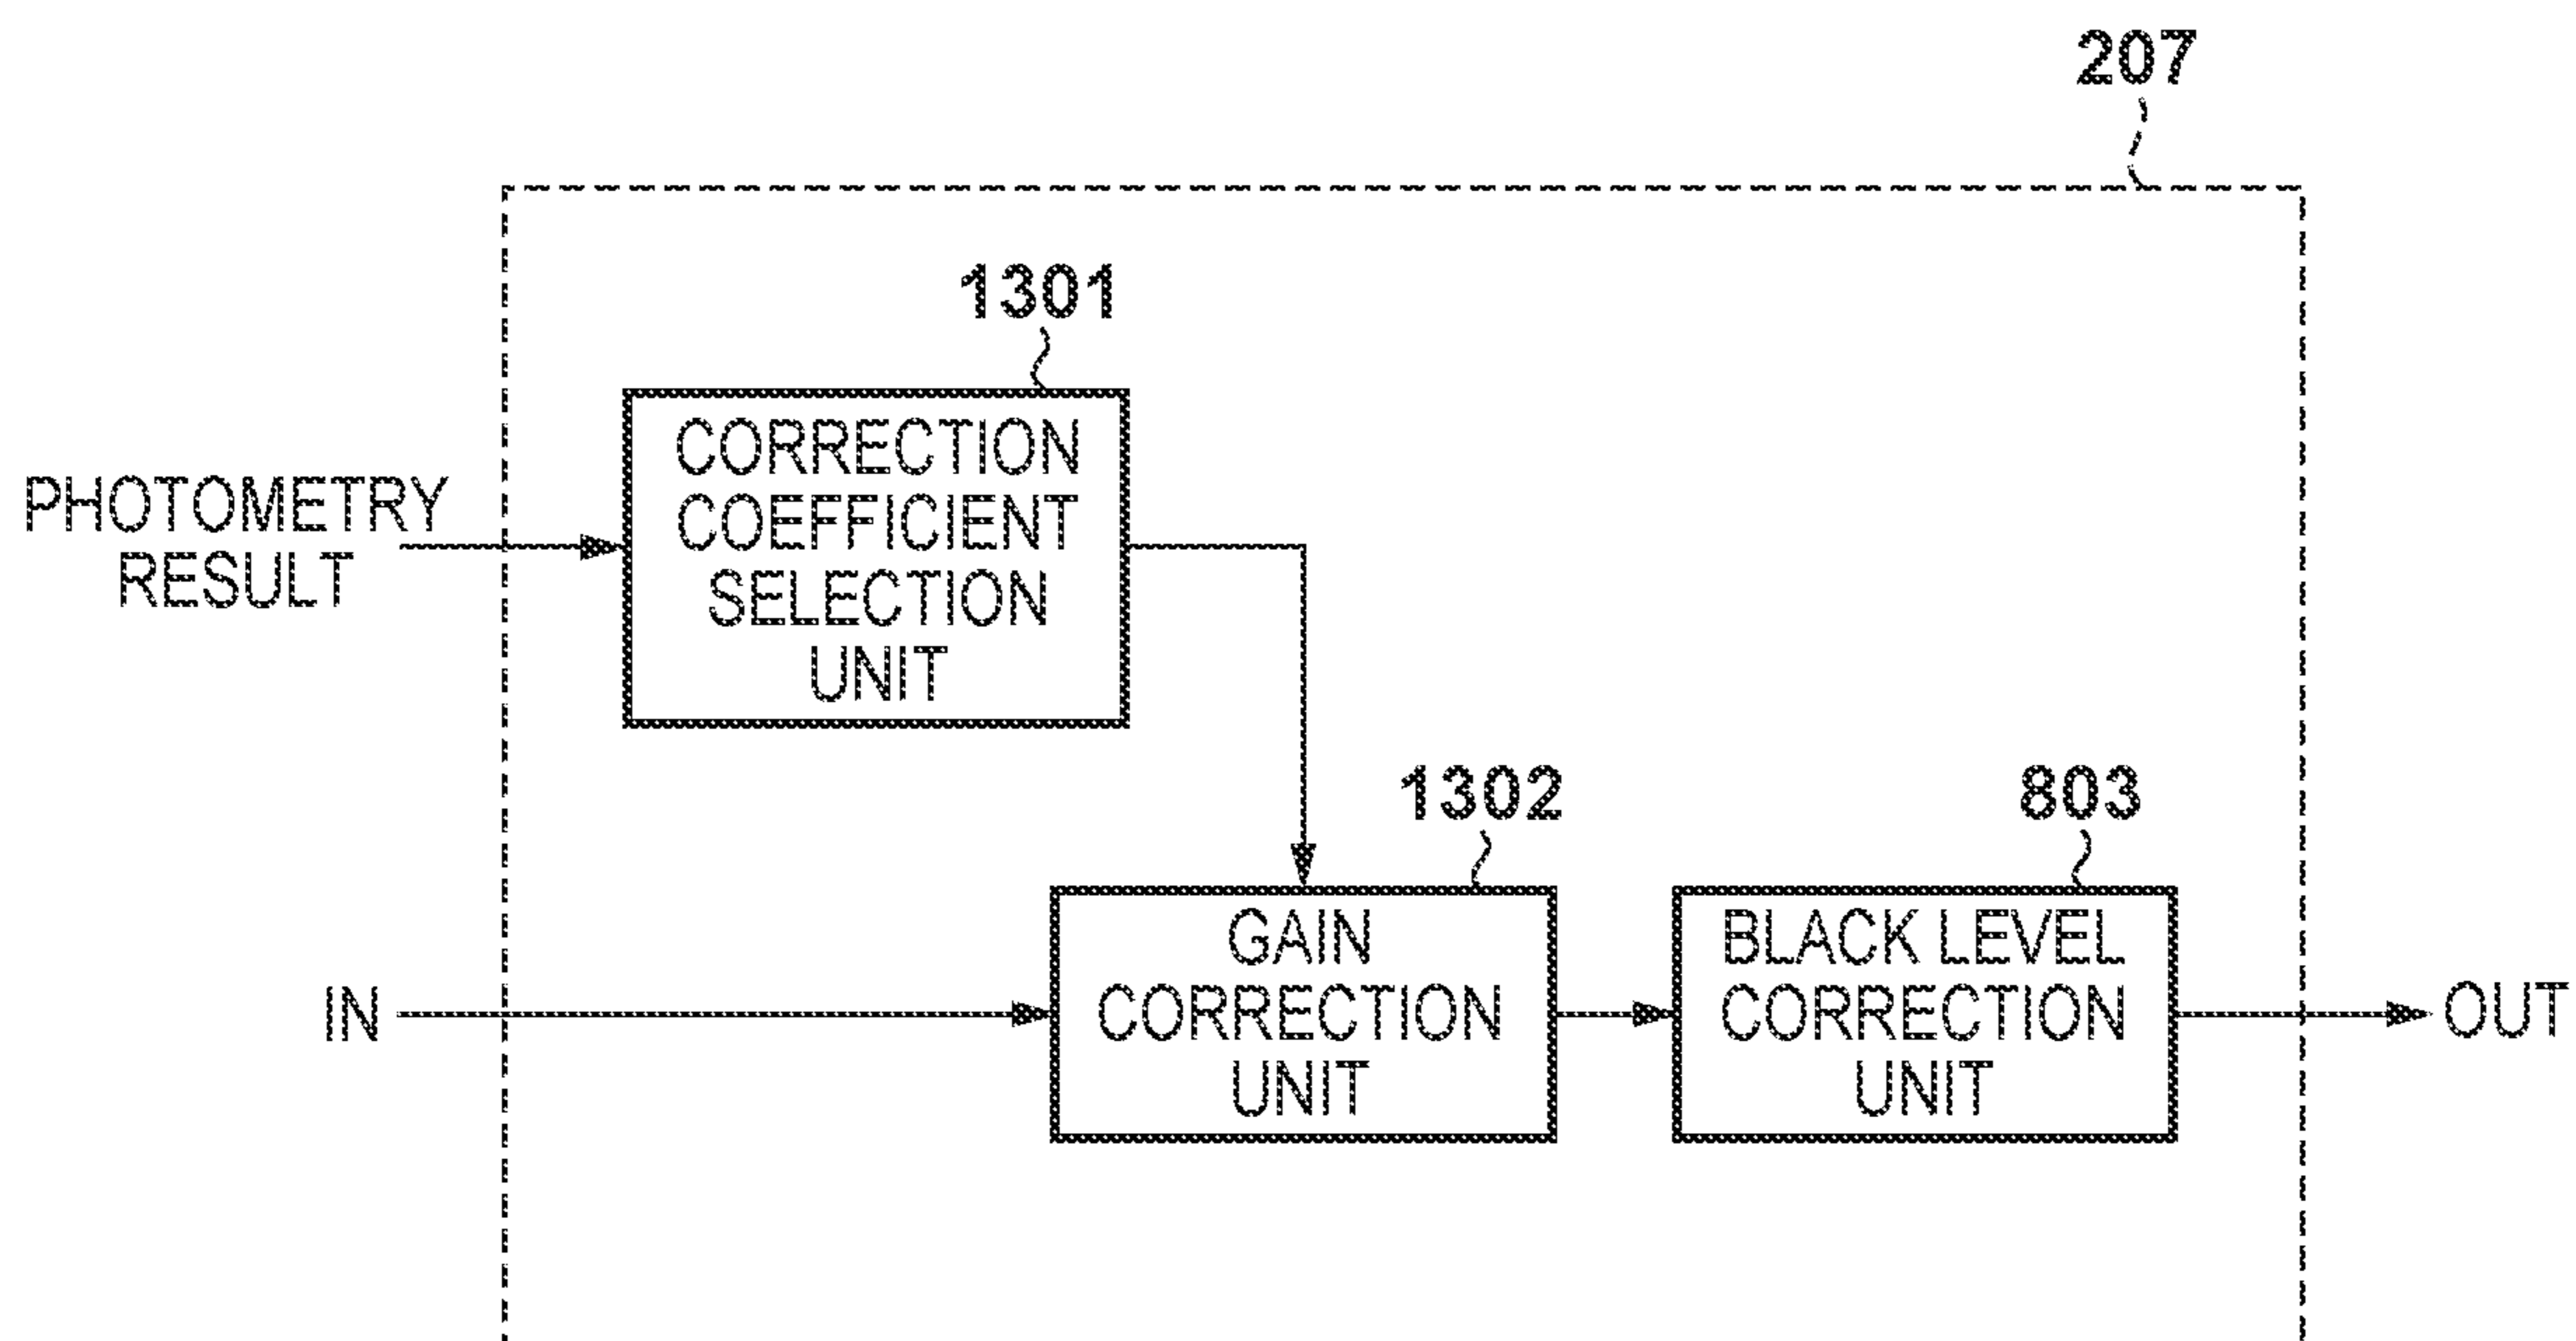 207
1301
CORRECTION
COEFFICIENT
SELECTION
UNIT
PHOTOMETRY
RESULT
1302
803
GAIN
CORRECTION
UNIT
BLACK LEVEL
CORRECTION
UNIT
IN
OUT